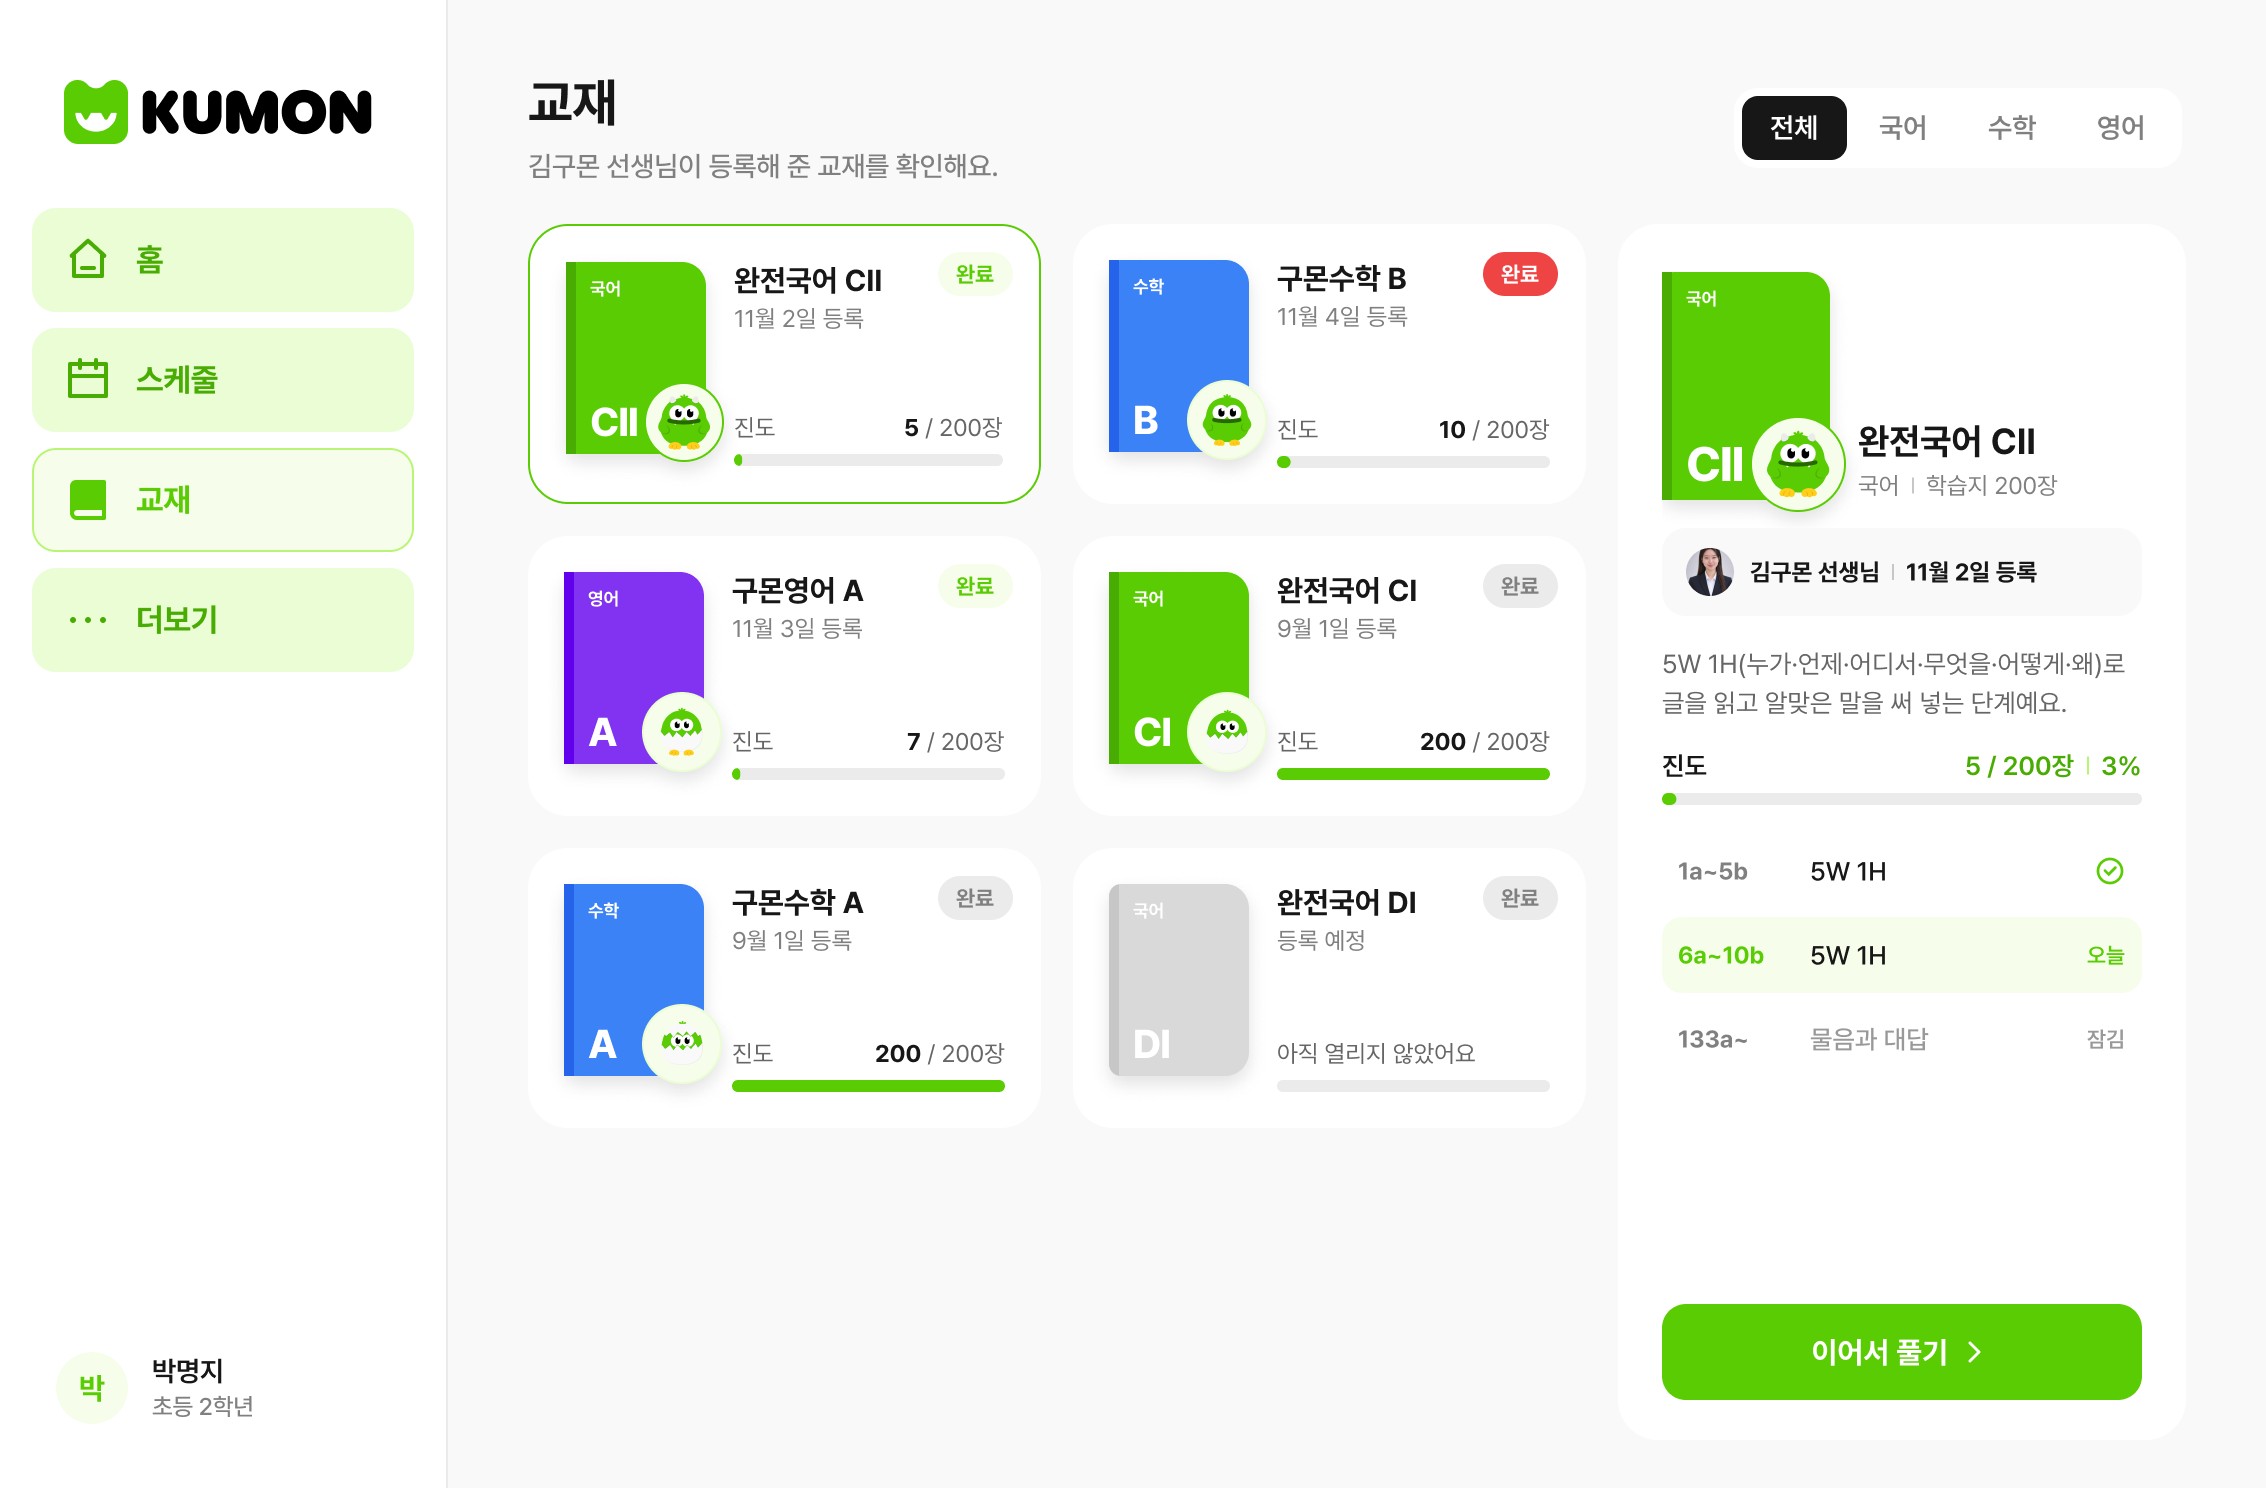 KUMON
홈
스케줄
교재
더보기
박
박명지
초등 2학년
교재
김구몬 선생님이 등록해 준 교재를 확인해요.
전체 국어 수학 영어
국어
CII
완전국어 CII
완료
11월 2일 등록
진도 5 / 200장
수학
B
구몬수학 B
완료
11월 4일 등록
진도 10 / 200장
영어
A
구몬영어 A
완료
11월 3일 등록
진도 7 / 200장
국어
CI
완전국어 CI
완료
9월 1일 등록
진도 200 / 200장
수학
A
구몬수학 A
완료
9월 1일 등록
진도 200 / 200장
국어
DI
완전국어 DI
완료
등록 예정
아직 열리지 않았어요
국어
CII
완전국어 CII
국어 | 학습지 200장
김구몬 선생님 | 11월 2일 등록
5W 1H(누가·언제·어디서·무엇을·어떻게·왜)로
글을 읽고 알맞은 말을 써 넣는 단계예요.
진도 5 / 200장 | 3%
1a~5b 5W 1H
6a~10b 5W 1H 오늘
133a~ 물음과 대답 잠김
이어서 풀기